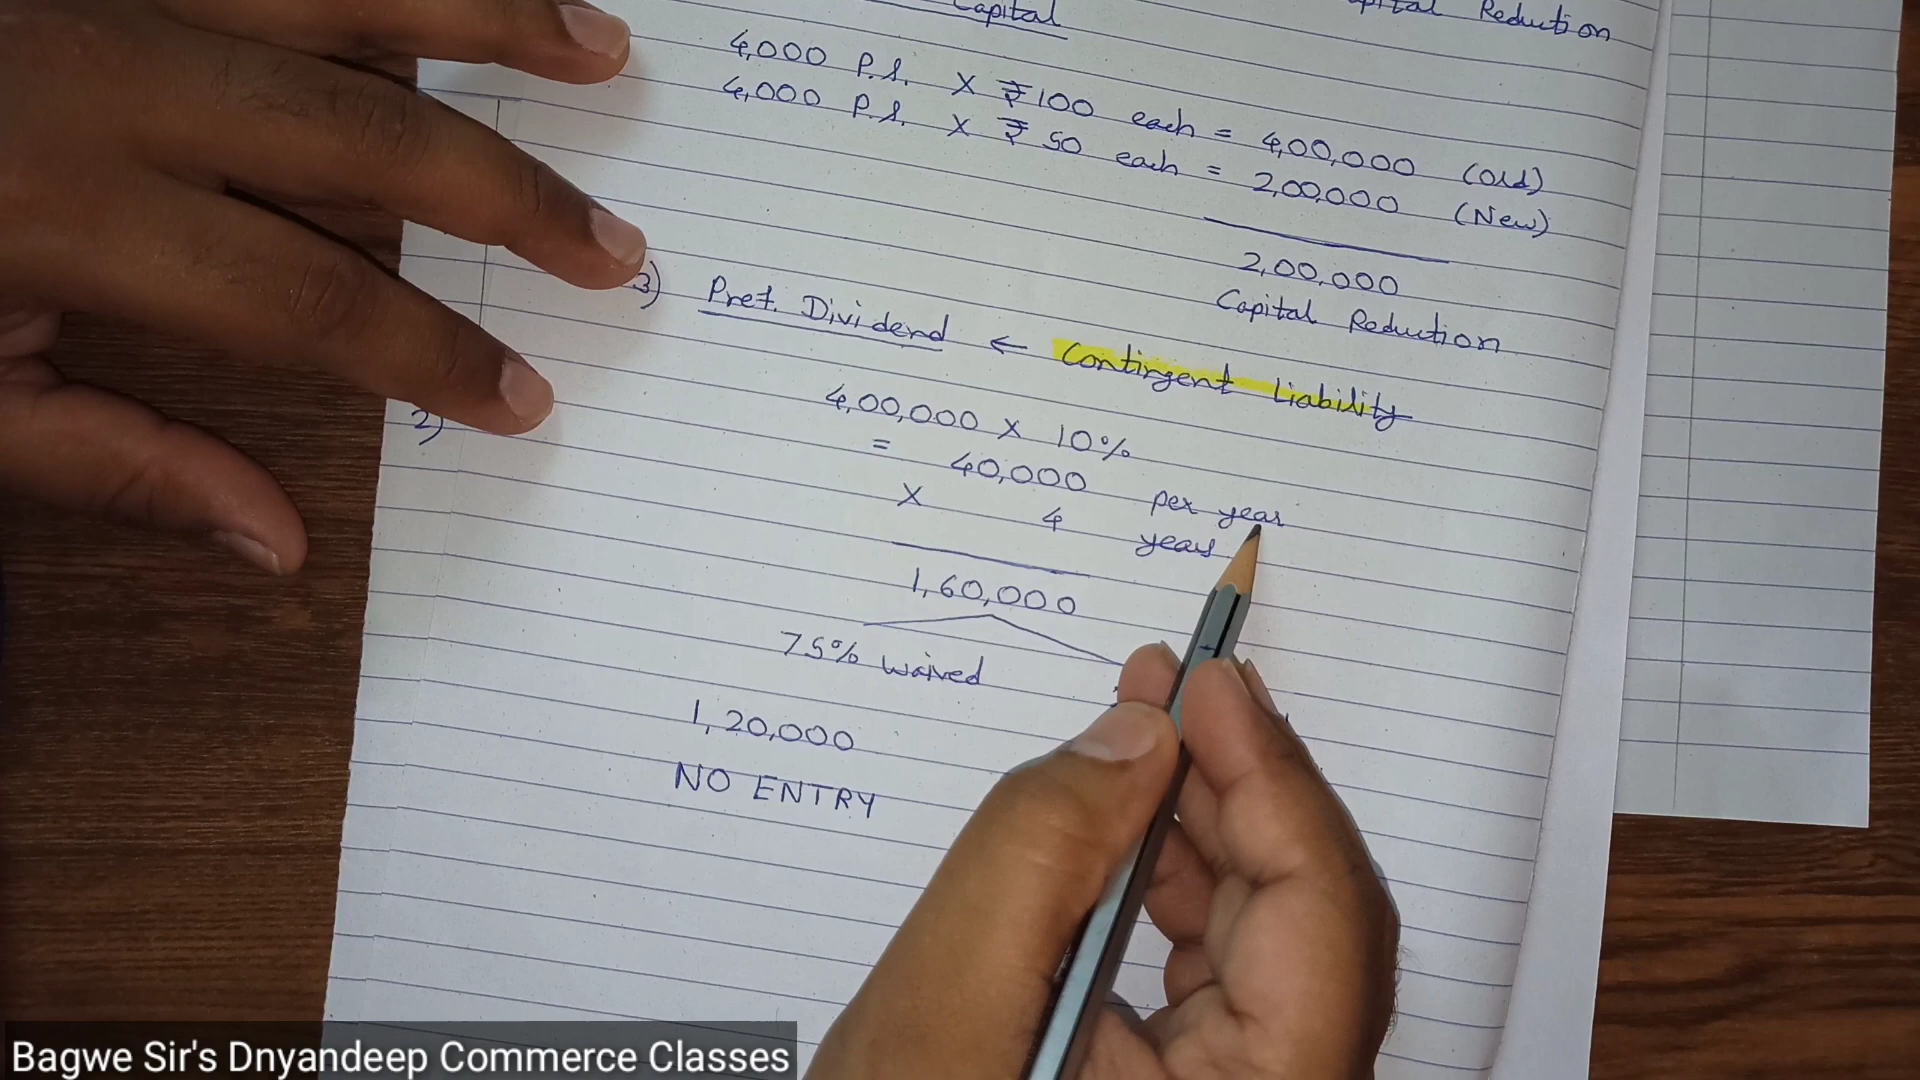 Capital
Capital Reduction
4,000 P.S. X ₹100 each = 4,00,000 (Old)
4,000 P.S. X ₹ 50 each = 2,00,000 (New)
2,00,000
Capital Reduction
3) Pref. Dividend ← Contingent Liability
4,00,000 X 10%
= 40,000 per year
2)
X 4 years
1,60,000
75% waived
1,20,000
NO ENTRY
Bagwe Sir's Dnyandeep Commerce Classes